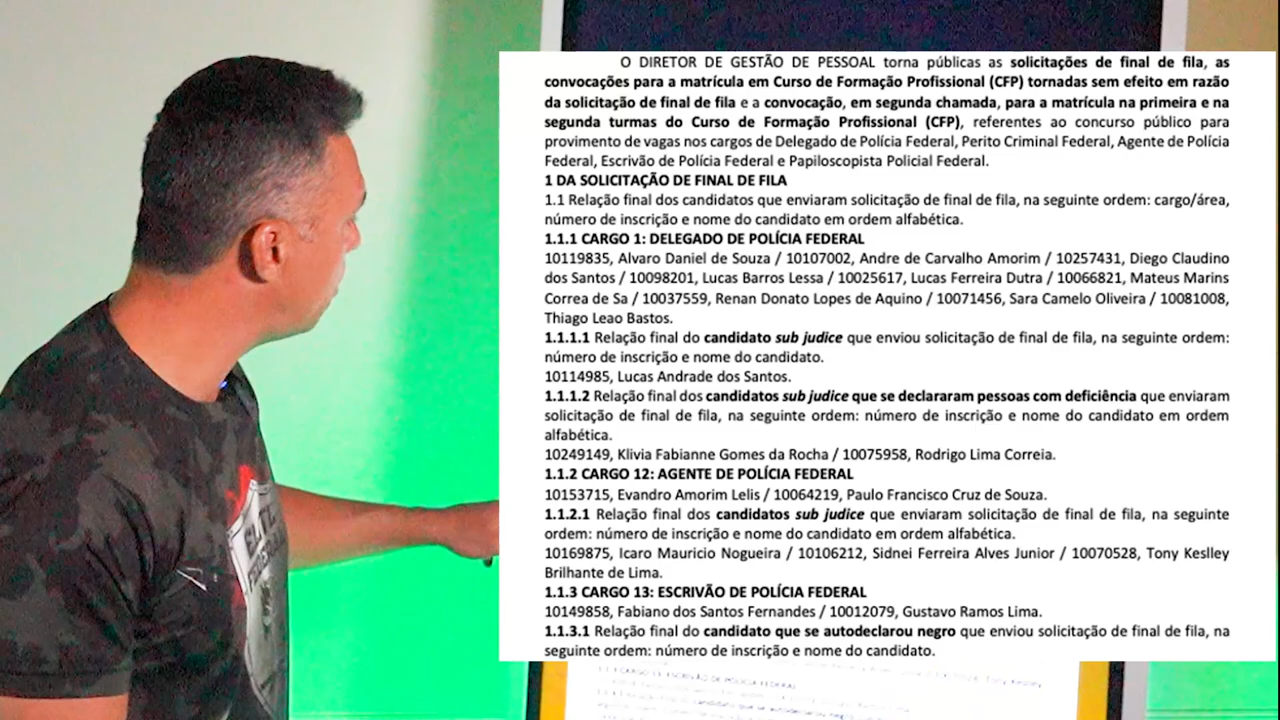 O DIRETOR DE GESTÃO DE PESSOAL torna públicas as solicitações de final de fila, as
convocações para a matrícula em Curso de Formação Profissional (CFP) tornadas sem efeito em razão
da solicitação de final de fila e a convocação, em segunda chamada, para a matrícula na primeira e na
segunda turmas do Curso de Formação Profissional (CFP), referentes ao concurso público para
provimento de vagas nos cargos de Delegado de Polícia Federal, Perito Criminal Federal, Agente de Polícia
Federal, Escrivão de Polícia Federal e Papiloscopista Policial Federal.
1 DA SOLICITAÇÃO DE FINAL DE FILA
1.1 Relação final dos candidatos que enviaram solicitação de final de fila, na seguinte ordem: cargo/área,
número de inscrição e nome do candidato em ordem alfabética.
1.1.1 CARGO 1: DELEGADO DE POLÍCIA FEDERAL
10119835, Alvaro Daniel de Souza / 10107002, Andre de Carvalho Amorim / 10257431, Diego Claudino
dos Santos / 10098201, Lucas Barros Lessa / 10025617, Lucas Ferreira Dutra / 10066821, Mateus Marins
Correa de Sa / 10037559, Renan Donato Lopes de Aquino / 10071456, Sara Camelo Oliveira / 10081008,
Thiago Leao Bastos.
1.1.1.1 Relação final do candidato sub judice que enviou solicitação de final de fila, na seguinte ordem:
número de inscrição e nome do candidato.
10114985, Lucas Andrade dos Santos.
1.1.1.2 Relação final dos candidatos sub judice que se declararam pessoas com deficiência que enviaram
solicitação de final de fila, na seguinte ordem: número de inscrição e nome do candidato em ordem
alfabética.
10249149, Klivia Fabianne Gomes da Rocha / 10075958, Rodrigo Lima Correia.
1.1.2 CARGO 12: AGENTE DE POLÍCIA FEDERAL
10153715, Evandro Amorim Lelis / 10064219, Paulo Francisco Cruz de Souza.
1.1.2.1 Relação final dos candidatos sub judice que enviaram solicitação de final de fila, na seguinte
ordem: número de inscrição e nome do candidato em ordem alfabética.
10169875, Icaro Mauricio Nogueira / 10106212, Sidnei Ferreira Alves Junior / 10070528, Tony Keslley
Brilhante de Lima.
1.1.3 CARGO 13: ESCRIVÃO DE POLÍCIA FEDERAL
10149858, Fabiano dos Santos Fernandes / 10012079, Gustavo Ramos Lima.
1.1.3.1 Relação final do candidato que se autodeclarou negro que enviou solicitação de final de fila, na
seguinte ordem: número de inscrição e nome do candidato.
1.1.3 CARGO 13: ESCRIVÃO DE POLÍCIA FEDERAL